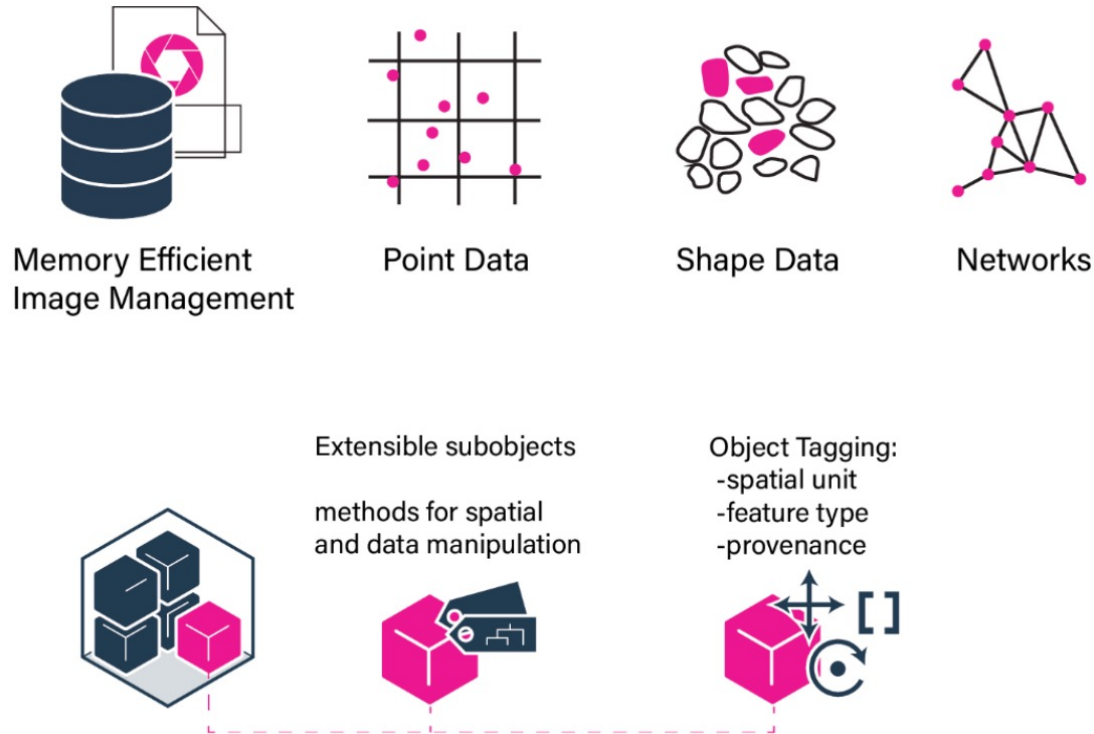 Memory Efficient
Image Management
Point Data
Shape Data
Networks
Extensible subobjects
methods for spatial
and data manipulation
Object Tagging:
-spatial unit
-feature type
-provenance